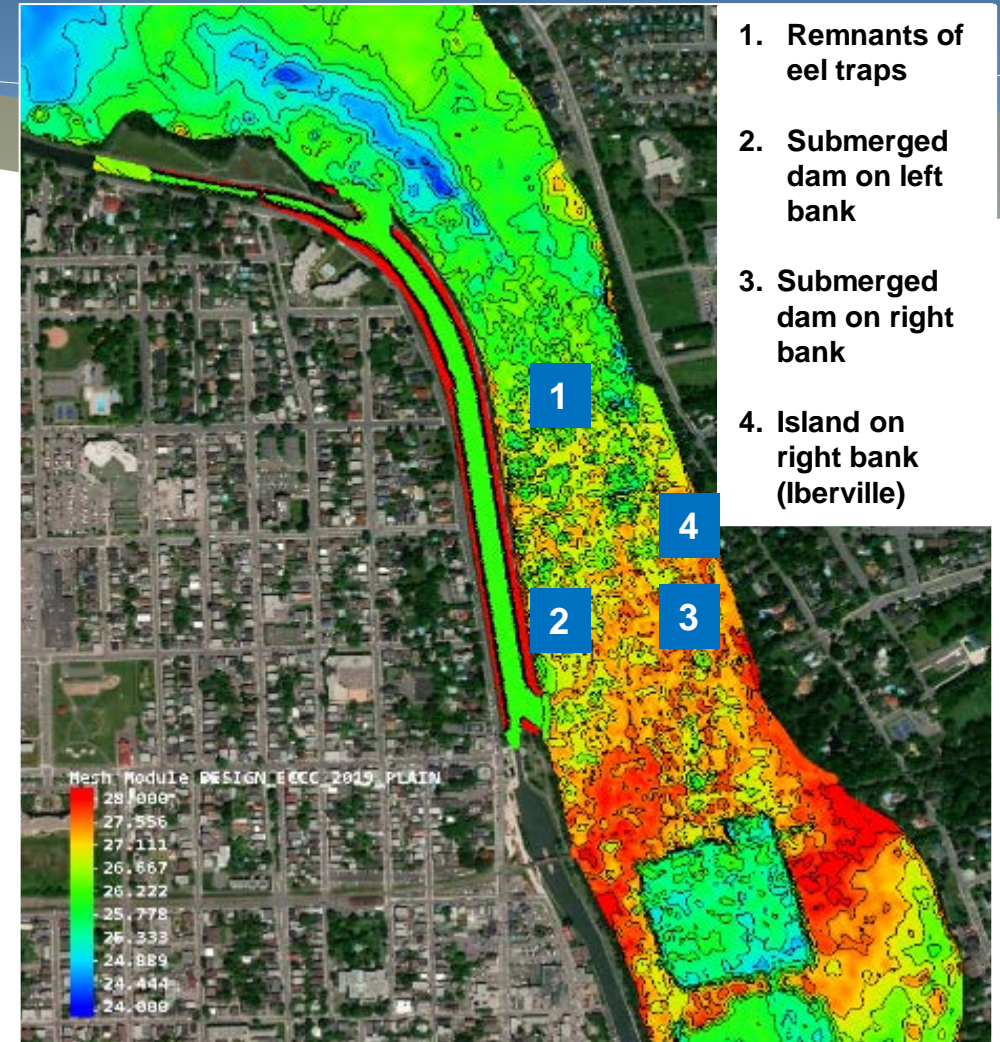 1. Remnants of
eel traps
2. Submerged
dam on left
bank
3. Submerged
dam on right
bank
4. Island on
right bank
(Iberville)
1
4
2
3
Mesh Module
28.000
27.556
27.111
26.667
26.222
25.778
25.333
24.889
24.444
24.000